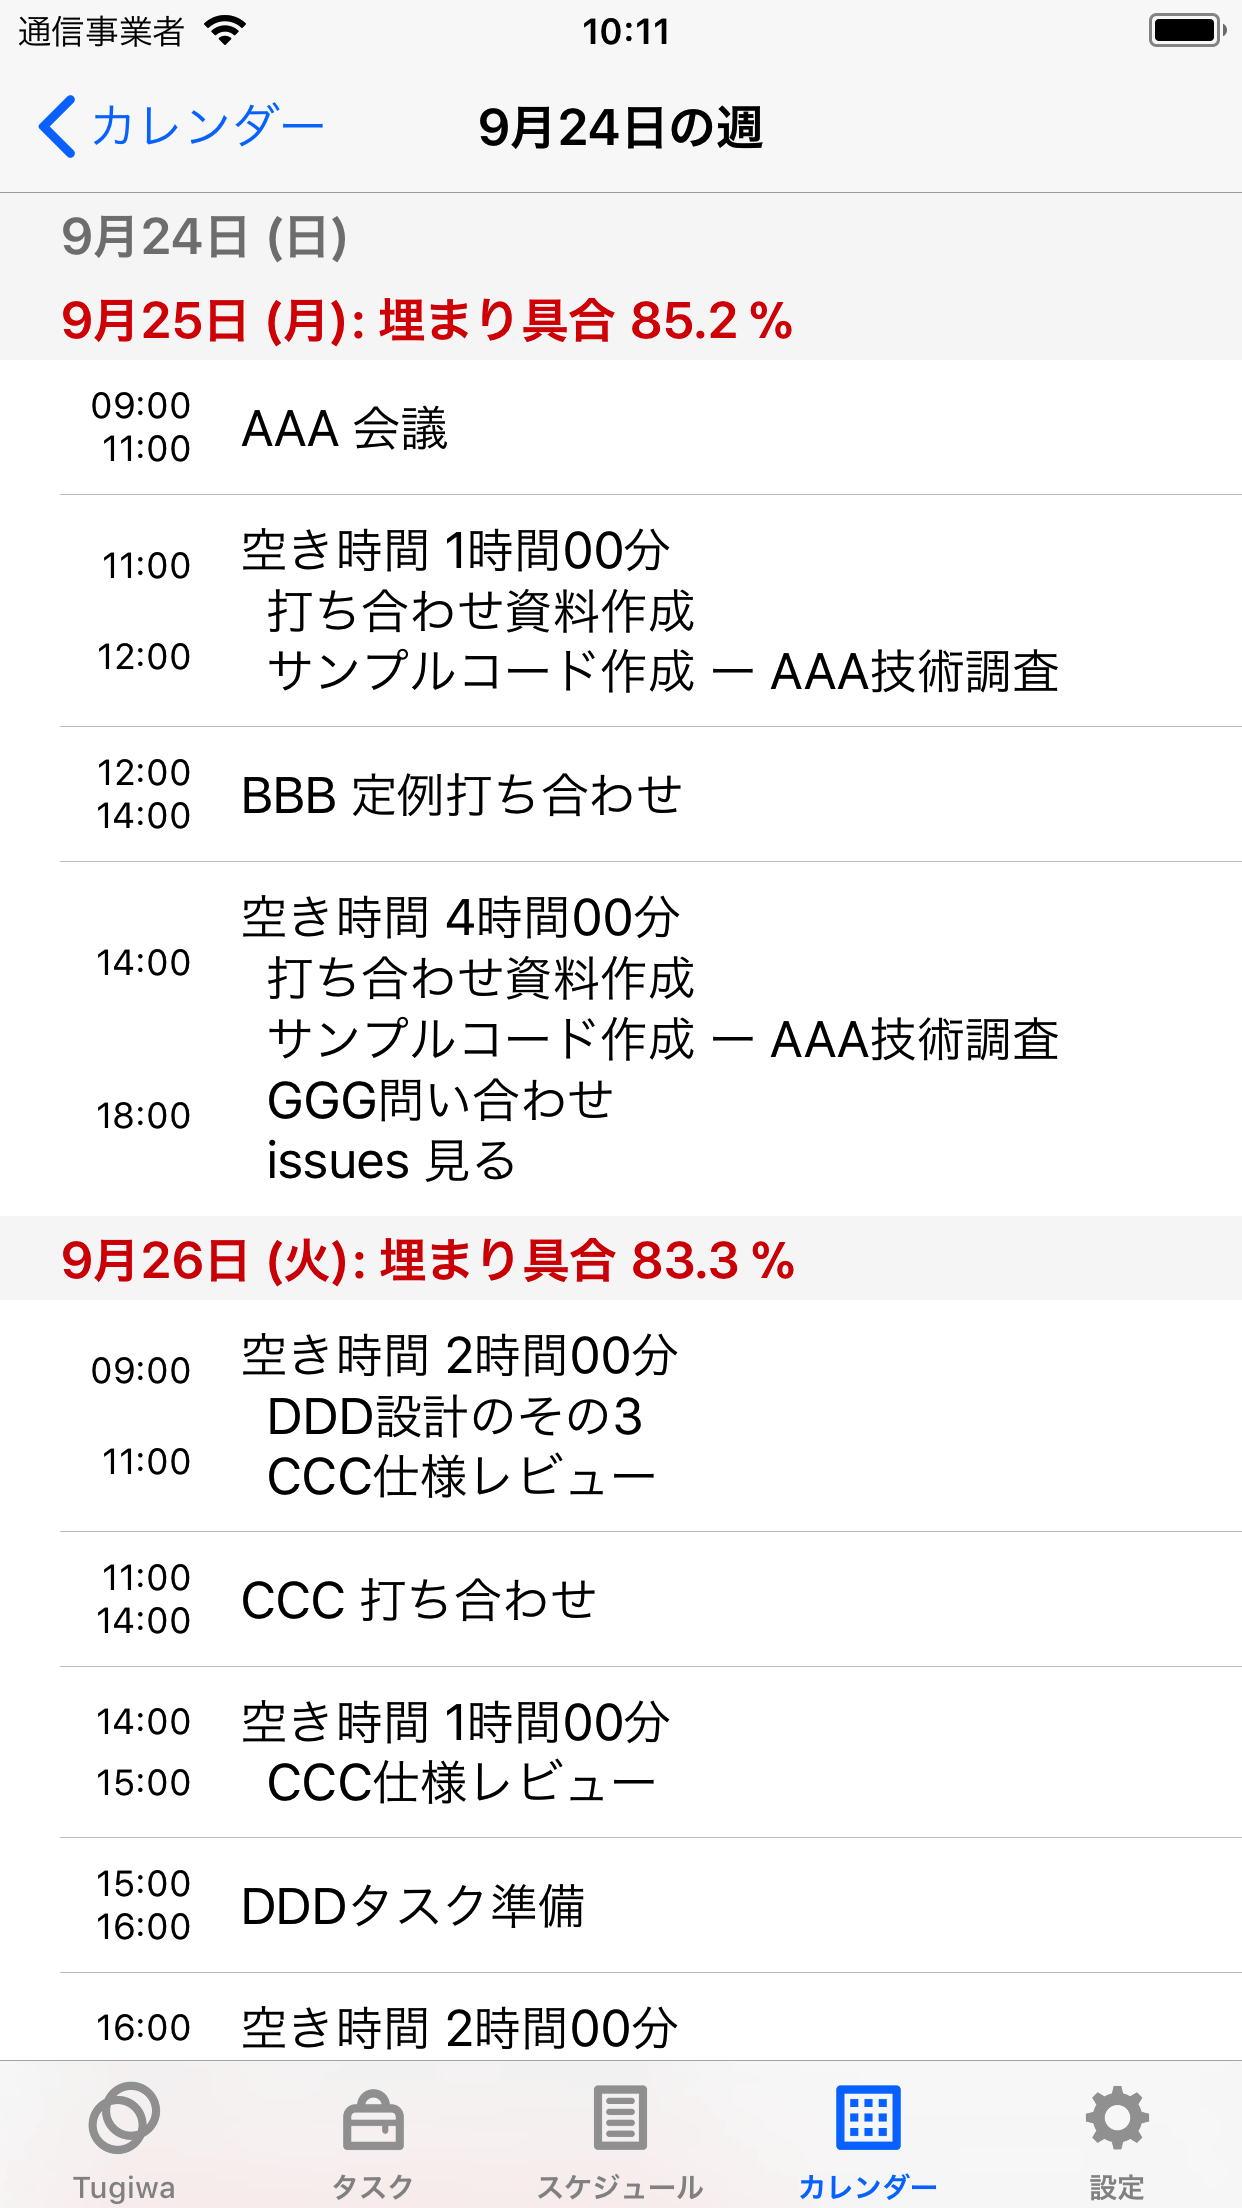 通信事業者 10:11
カレンダー 9月24日の週
9月24日 (日)
9月25日 (月): 埋まり具合 85.2 %
09:00
11:00
AAA 会議
11:00
12:00
空き時間 1時間00分
打ち合わせ資料作成
サンプルコード作成 ー AAA技術調査
12:00
14:00
BBB 定例打ち合わせ
14:00
18:00
空き時間 4時間00分
打ち合わせ資料作成
サンプルコード作成 ー AAA技術調査
GGG問い合わせ
issues 見る
9月26日 (火): 埋まり具合 83.3 %
09:00
11:00
空き時間 2時間00分
DDD設計のその3
CCC仕様レビュー
11:00
14:00
CCC 打ち合わせ
14:00
15:00
空き時間 1時間00分
CCC仕様レビュー
15:00
16:00
DDDタスク準備
16:00
空き時間 2時間00分
Tugiwa タスク スケジュール カレンダー 設定